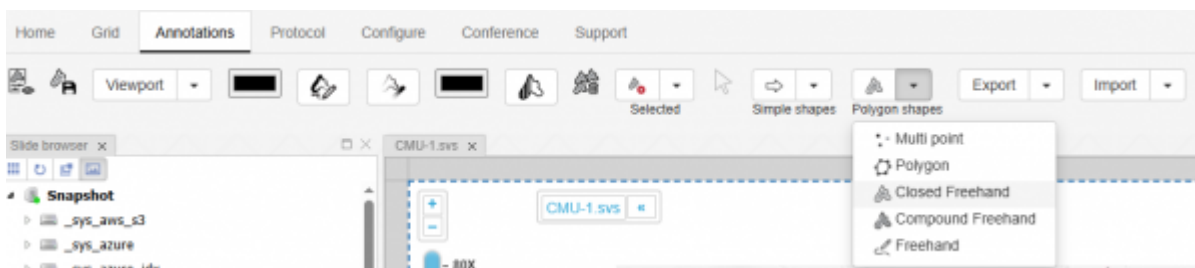 Home Grid Annotations Protocol Configure Conference Support
Viewport Export Import
Selected Simple shapes Polygon shapes
Slide browser x CMU-1.svs x
Multi point
Polygon
Snapshot
Closed Freehand
+ CMU-1.svs «
_sys_aws_s3
Compound Freehand
-
_sys_azure
Freehand
80X